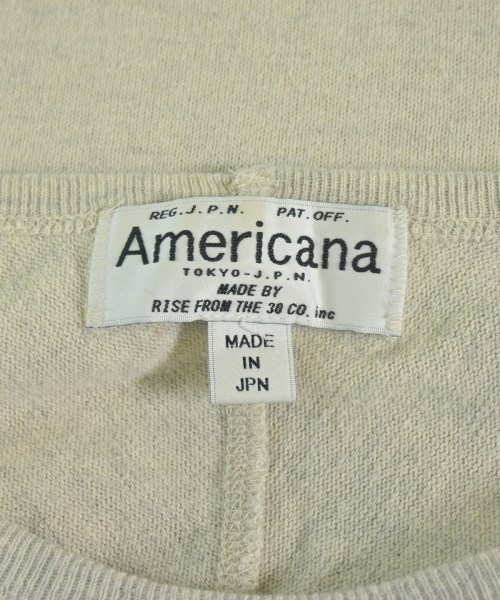 REG. J. P. N. PAT. OFF.
Americana
TOKYO-J.P.N.
MADE BY
RISE FROM THE 30 CO. inc
MADE
IN
JPN